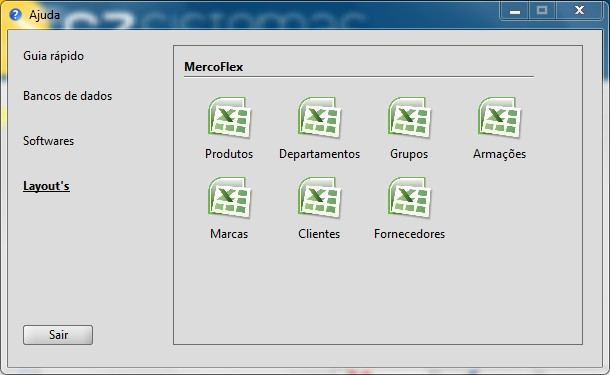 Ajuda
Guia rápido
Bancos de dados
Softwares
Layout's
Sair
MercoFlex
Produtos Departamentos Grupos Armações
Marcas Clientes Fornecedores